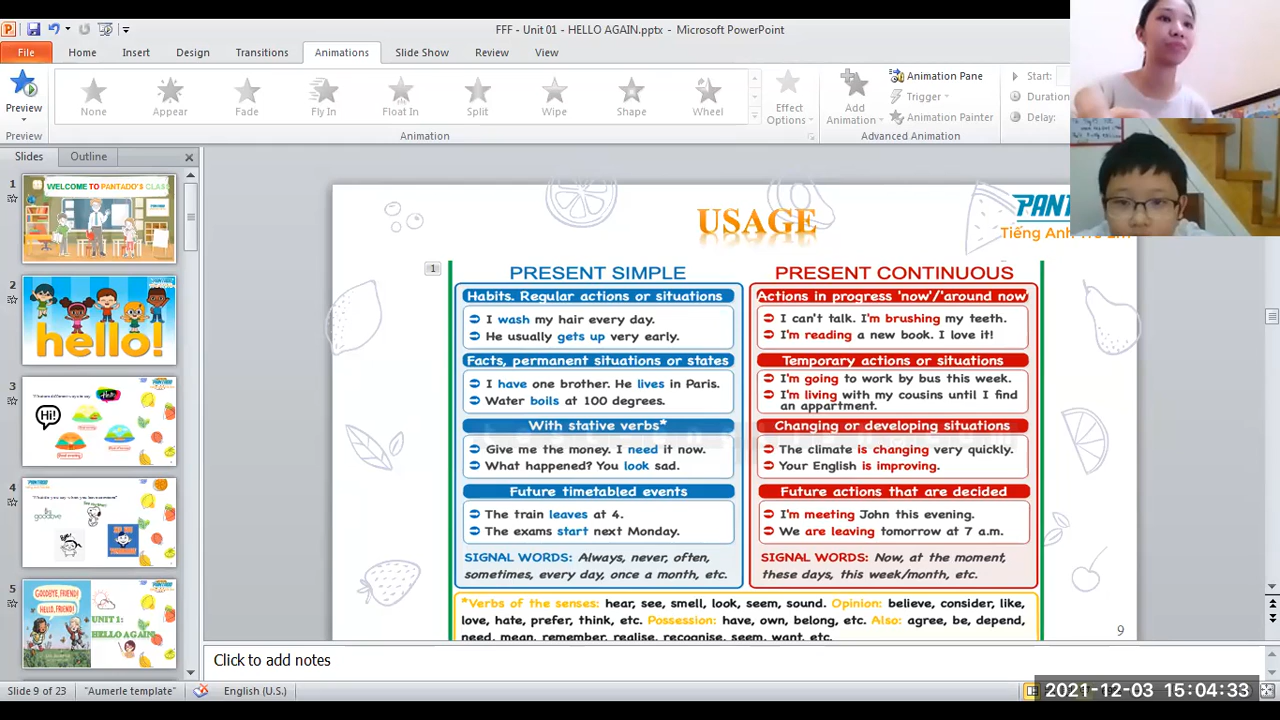 FFF - Unit 01 - HELLO AGAIN.pptx - Microsoft PowerPoint
File Home Insert Design Transitions Animations Slide Show Review View
Preview
None Appear Fade Fly In Float In Split Wipe Shape Wheel
Effect Options
Add Animation
Animation Pane
Trigger
Animation Painter
Start:
Duration
Delay:
Preview Animation Advanced Animation
Slides Outline
1
WELCOME TO PANTADO'S CLASS
2
hello!
3
Hi!
4
goodbye
5
GOODBYE, FRIEND!
HELLO, FRIEND!
UNIT 1:
HELLO AGAIN
USAGE
PANT
Tiếng Anh Trẻ Em
1
PRESENT SIMPLE
Habits. Regular actions or situations
I wash my hair every day.
He usually gets up very early.
Facts, permanent situations or states
I have one brother. He lives in Paris.
Water boils at 100 degrees.
With stative verbs*
Give me the money. I need it now.
What happened? You look sad.
Future timetabled events
The train leaves at 4.
The exams start next Monday.
SIGNAL WORDS: Always, never, often,
sometimes, every day, once a month, etc.
PRESENT CONTINUOUS
Actions in progress 'now'/'around now'
I can't talk. I'm brushing my teeth.
I'm reading a new book. I love it!
Temporary actions or situations
I'm going to work by bus this week.
I'm living with my cousins until I find
an appartment.
Changing or developing situations
The climate is changing very quickly.
Your English is improving.
Future actions that are decided
I'm meeting John this evening.
We are leaving tomorrow at 7 a.m.
SIGNAL WORDS: Now, at the moment,
these days, this week/month, etc.
*Verbs of the senses: hear, see, smell, look, seem, sound. Opinion: believe, consider, like,
love, hate, prefer, think, etc. Possession: have, own, belong, etc. Also: agree, be, depend,
need, mean, remember, realise, recognise, seem, want, etc.
9
Click to add notes
Slide 9 of 23 "Aumerle template" English (U.S.)
2021-12-03 15:04:33